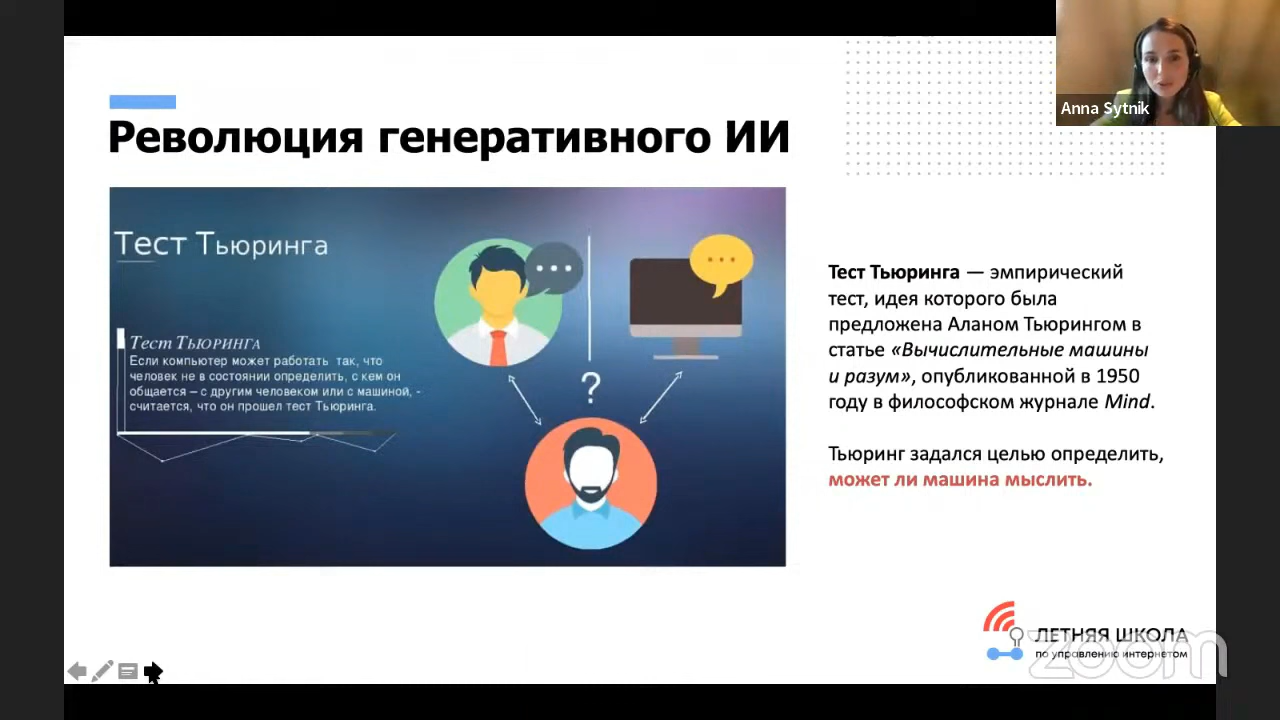 Anna Sytnik
Революция генеративного ИИ
Тест Тьюринга
Тест Тьюринга
Если компьютер может работать так, что
человек не в состоянии определить, с кем он
общается – с другим человеком или с машиной, -
считается, что он прошел тест Тьюринга.
?
Тест Тьюринга — эмпирический
тест, идея которого была
предложена Аланом Тьюрингом в
статье «Вычислительные машины
и разум», опубликованной в 1950
году в философском журнале Mind.
Тьюринг задался целью определить,
может ли машина мыслить.
ЛЕТНЯЯ ШКОЛА
по управлению интернетом
zoom